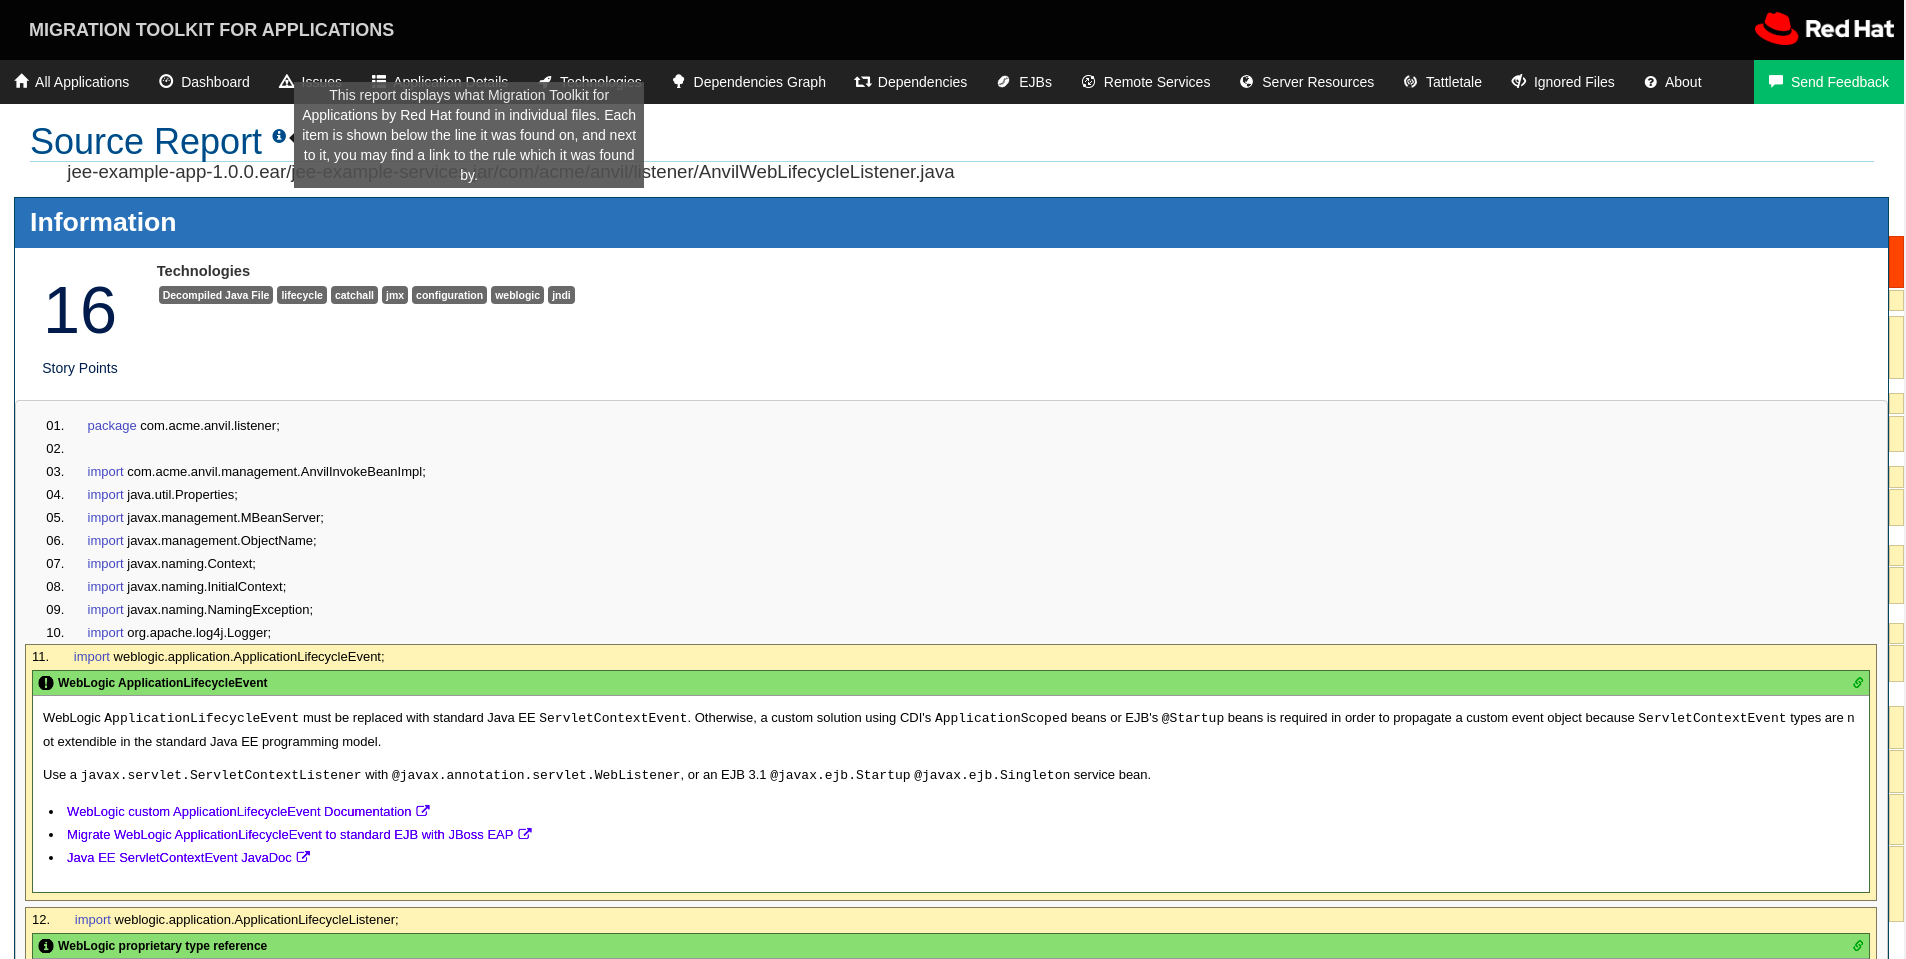 MIGRATION TOOLKIT FOR APPLICATIONS
Red Hat
All Applications Dashboard Issues Application Details Technologies Dependencies Graph Dependencies EJBs Remote Services Server Resources Tattletale Ignored Files About Send Feedback
This report displays what Migration Toolkit for
Applications by Red Hat found in individual files. Each
item is shown below the line it was found on, and next
to it, you may find a link to the rule which it was found
by.
Source Report
jee-example-app-1.0.0.ear/jee-example-services.jar/com/acme/anvil/listener/AnvilWebLifecycleListener.java
Information
16
Story Points
Technologies
Decompiled Java File lifecycle catchall jmx configuration weblogic jndi
01. package com.acme.anvil.listener;
02.
03. import com.acme.anvil.management.AnvilInvokeBeanImpl;
04. import java.util.Properties;
05. import javax.management.MBeanServer;
06. import javax.management.ObjectName;
07. import javax.naming.Context;
08. import javax.naming.InitialContext;
09. import javax.naming.NamingException;
10. import org.apache.log4j.Logger;
11. import weblogic.application.ApplicationLifecycleEvent;
WebLogic ApplicationLifecycleEvent
WebLogic ApplicationLifecycleEvent must be replaced with standard Java EE ServletContextEvent. Otherwise, a custom solution using CDI's ApplicationScoped beans or EJB's @Startup beans is required in order to propagate a custom event object because ServletContextEvent types are n
ot extendible in the standard Java EE programming model.
Use a javax.servlet.ServletContextListener with @javax.annotation.servlet.WebListener, or an EJB 3.1 @javax.ejb.Startup @javax.ejb.Singleton service bean.
• WebLogic custom ApplicationLifecycleEvent Documentation
• Migrate WebLogic ApplicationLifecycleEvent to standard EJB with JBoss EAP
• Java EE ServletContextEvent JavaDoc
12. import weblogic.application.ApplicationLifecycleListener;
WebLogic proprietary type reference